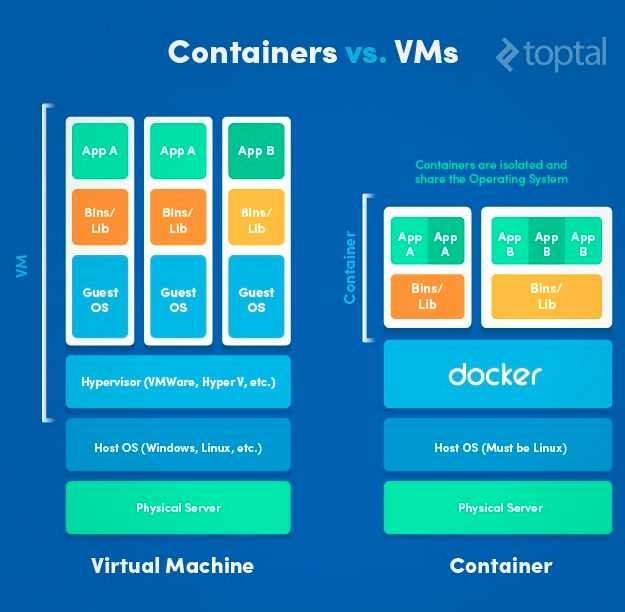 Containers vs. VMs
toptal
VM
App A
App A
App B
Bins/
Lib
Bins/
Lib
Bins/
Lib
Guest
OS
Guest
OS
Guest
OS
Hypervisor (VMWare, Hyper V, etc.)
Host OS (Windows, Linux, etc.)
Physical Server
Virtual Machine
Containers are isolated and
share the Operating System
Container
App
A
App
A
App
B
App
B
App
B
Bins/
Lib
Bins/
Lib
docker
Host OS (Must be Linux)
Physical Server
Container